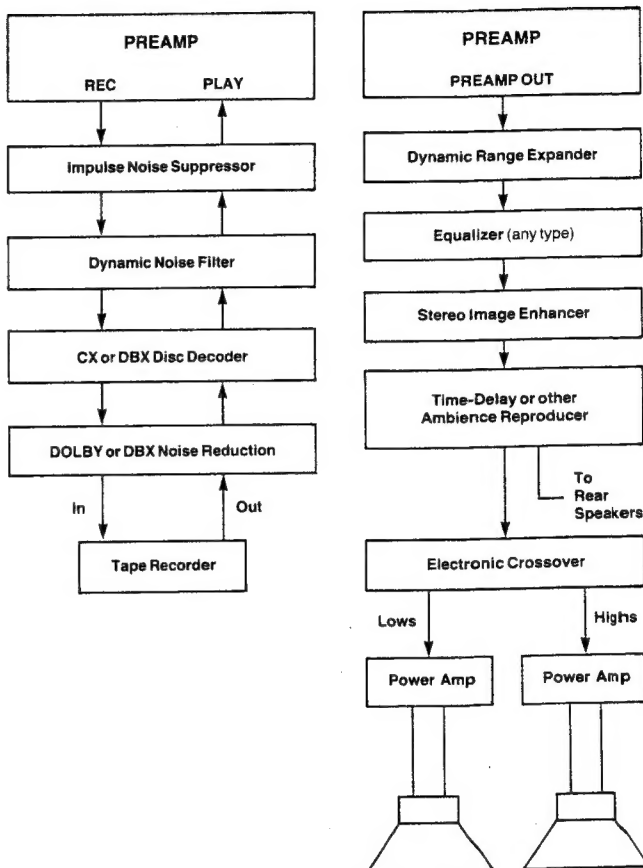 PREAMP
REC PLAY
Impulse Noise Suppressor
Dynamic Noise Filter
CX or DBX Disc Decoder
DOLBY or DBX Noise Reduction
In Out
Tape Recorder
PREAMP
PREAMP OUT
Dynamic Range Expander
Equalizer (any type)
Stereo Image Enhancer
Time-Delay or other
Ambience Reproducer
To
Rear
Speakers
Electronic Crossover
Lows Highs
Power Amp Power Amp